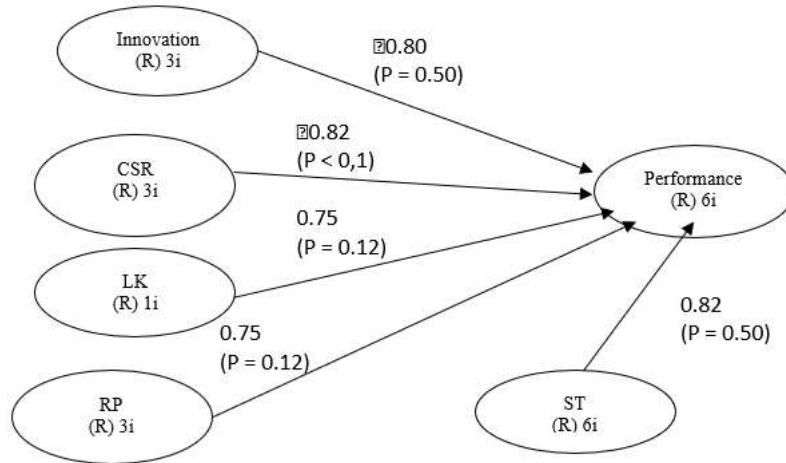 Innovation
(R) 3i
⍰0.80
(P = 0.50)
CSR
(R) 3i
⍰0.82
(P < 0,1)
Performance
(R) 6i
LK
(R) 1i
0.75
(P = 0.12)
RP
(R) 3i
0.75
(P = 0.12)
ST
(R) 6i
0.82
(P = 0.50)